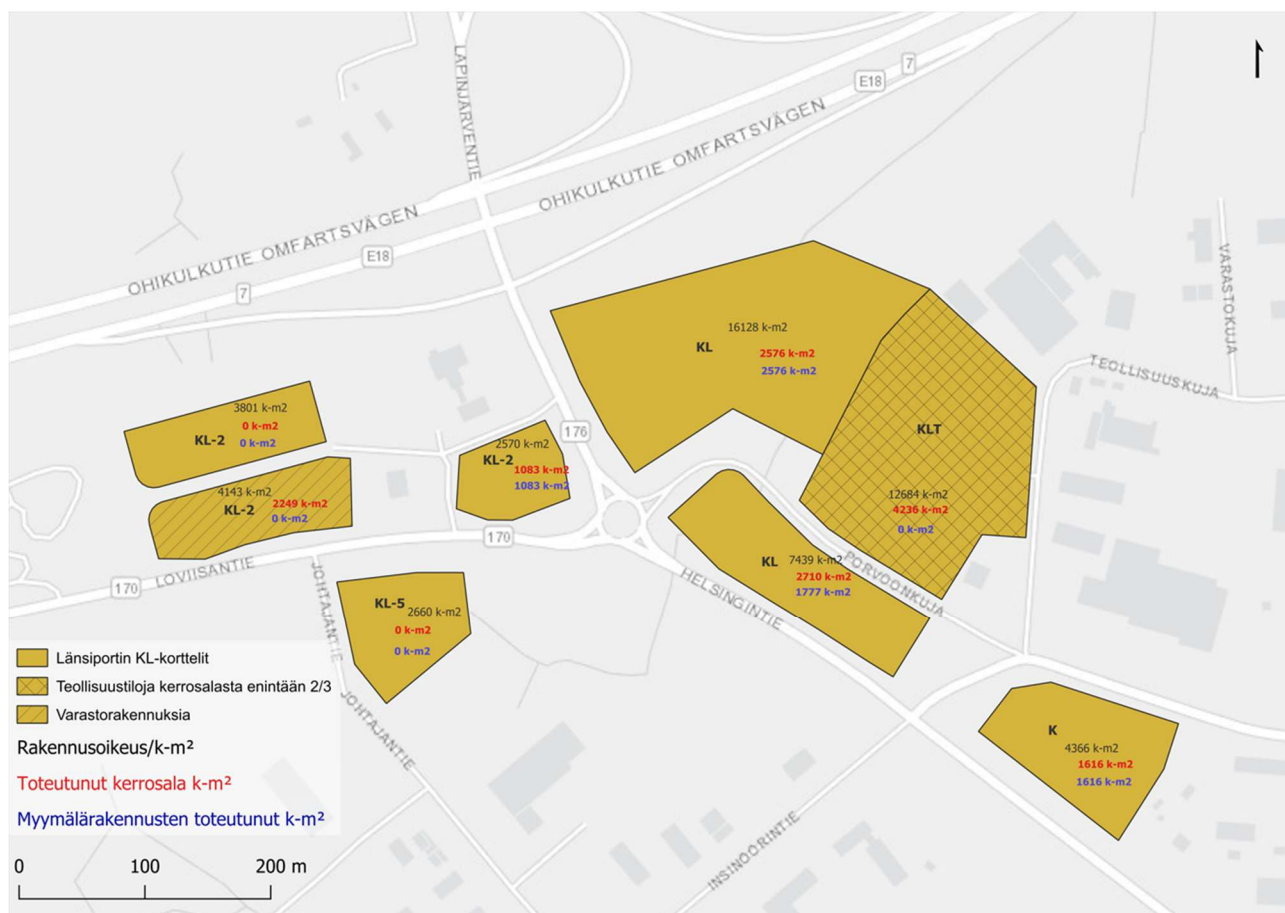 LAPINJÄRVENTIE
7
E18
OHIKULKUTIE OMFARTSVÄGEN
OHIKULKUTIE OMFARTSVÄGEN
E18
7
VARASTOKUJA
TEOLLISUUSKUJA
16128 k-m2
KL
2576 k-m2
2576 k-m2
KLT
12684 k-m2
4236 k-m2
0 k-m2
3801 k-m2
KL-2
0 k-m2
0 k-m2
176
2570 k-m2
KL-2
1083 k-m2
1083 k-m2
4143 k-m2
KL-2
2249 k-m2
0 k-m2
170
170
LOVIISANTIE
JOHTAJANTIE
HELSINGINTIE
7439 k-m2
KL
2710 k-m2
1777 k-m2
PORVOONKUJA
KL-5
2660 k-m2
0 k-m2
0 k-m2
JOHTAJANTIE
K
4366 k-m2
1616 k-m2
1616 k-m2
INSINÖÖRINTIE
Länsiportin KL-korttelit
Teollisuustiloja kerrosalasta enintään 2/3
Varastorakennuksia
Rakennusoikeus/k-m²
Toteutunut kerrosala k-m²
Myymälärakennusten toteutunut k-m²
0 100 200 m